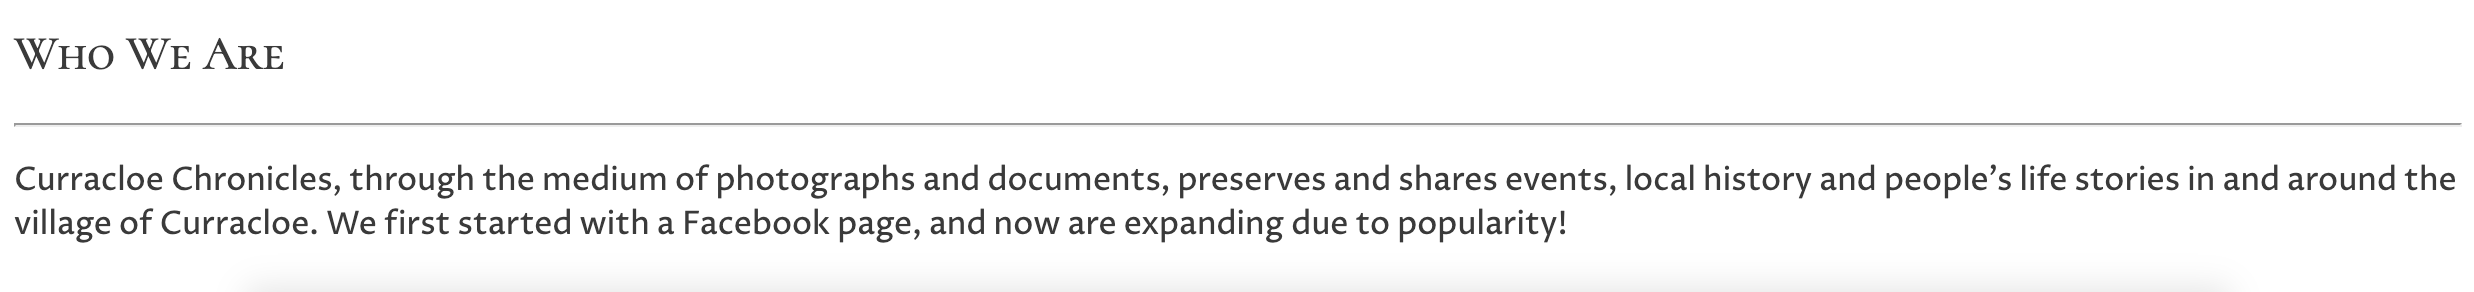 Who We Are
Curracloe Chronicles, through the medium of photographs and documents, preserves and shares events, local history and people’s life stories in and around the
village of Curracloe. We first started with a Facebook page, and now are expanding due to popularity!